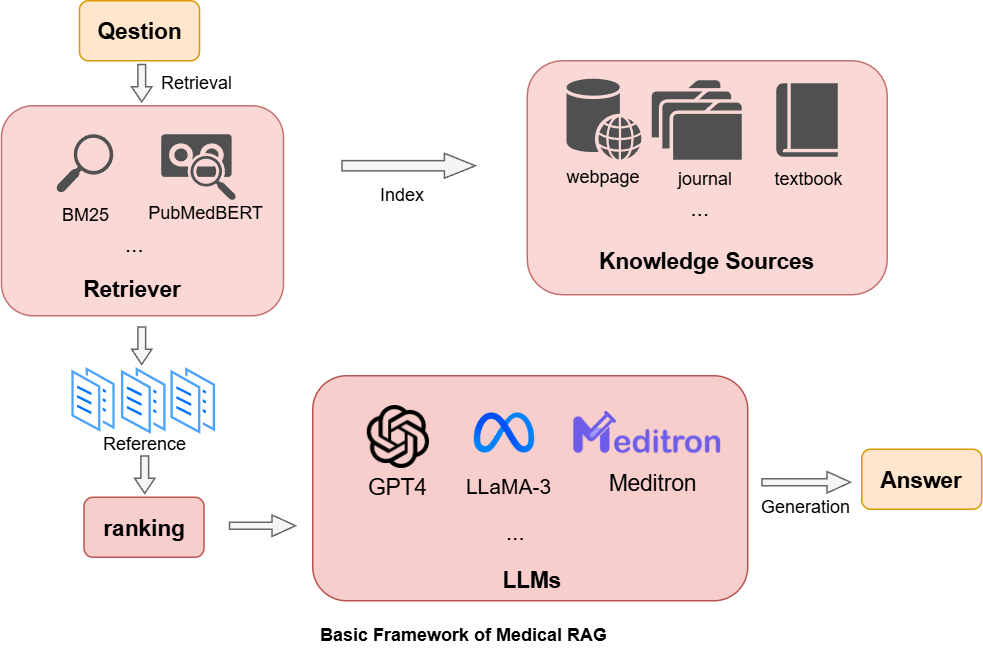 Qestion
Retrieval
BM25
PubMedBERT
...
Retriever
Index
webpage
journal
textbook
...
Knowledge Sources
Reference
ranking
Meditron
GPT4
LLaMA-3
Meditron
...
LLMs
Generation
Answer
Basic Framework of Medical RAG